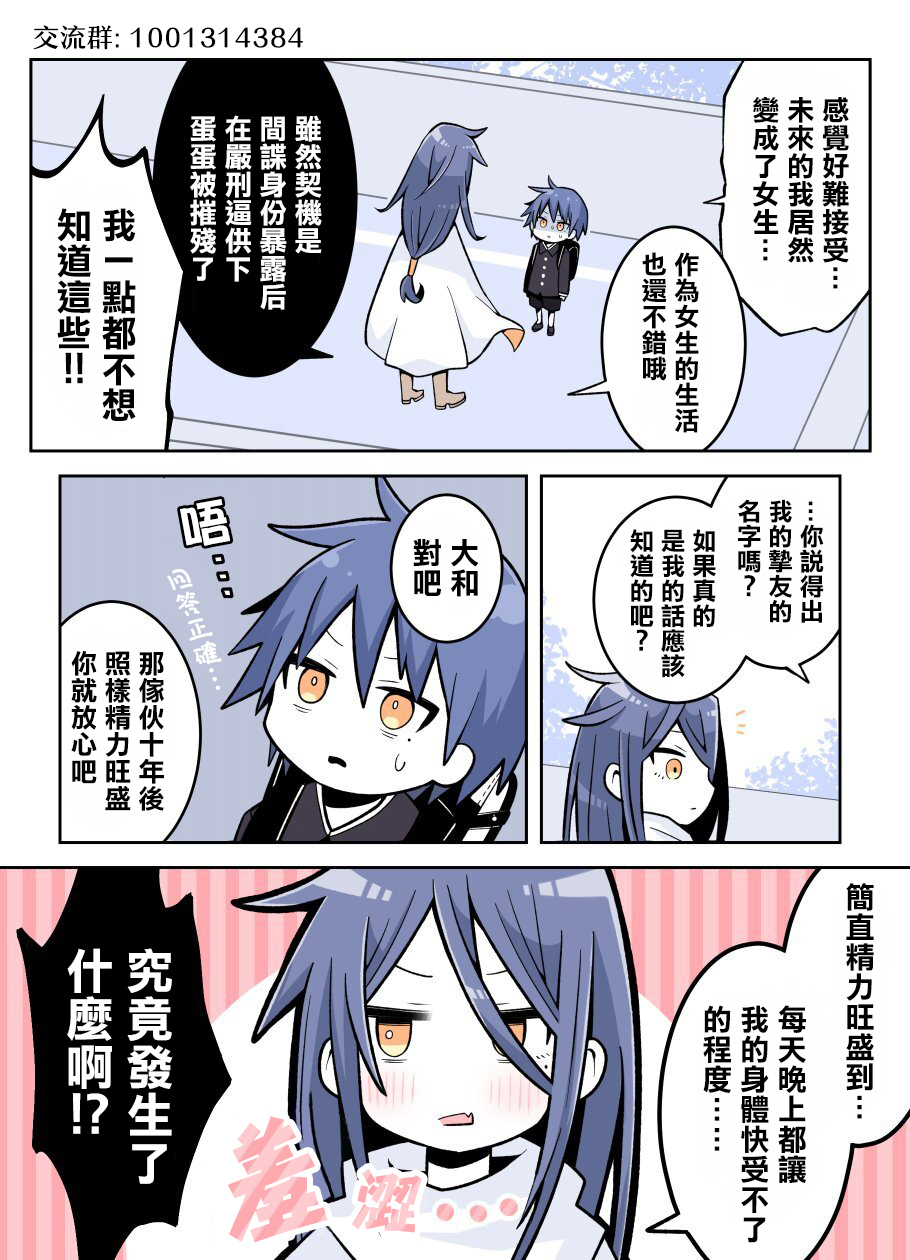 交流群: 1001314384
感覺好難接受…
未來的我居然
變成了女生…
作為女生的生活
也還不錯哦
雖然契機是
間諜身份暴露后
在嚴刑逼供下
蛋蛋被摧殘了
我一點都不想
知道這些!!
…你説得出
我的摯友的
名字嗎?
如果真的
是我的話應該
知道的吧?
大和
對吧
唔…
回答正確…
那傢伙十年後
照樣精力旺盛
你就放心吧
簡直精力旺盛到…
每天晚上都讓
我的身體快受不了
的程度……
羞澀…
究竟發生了
什麼啊!?